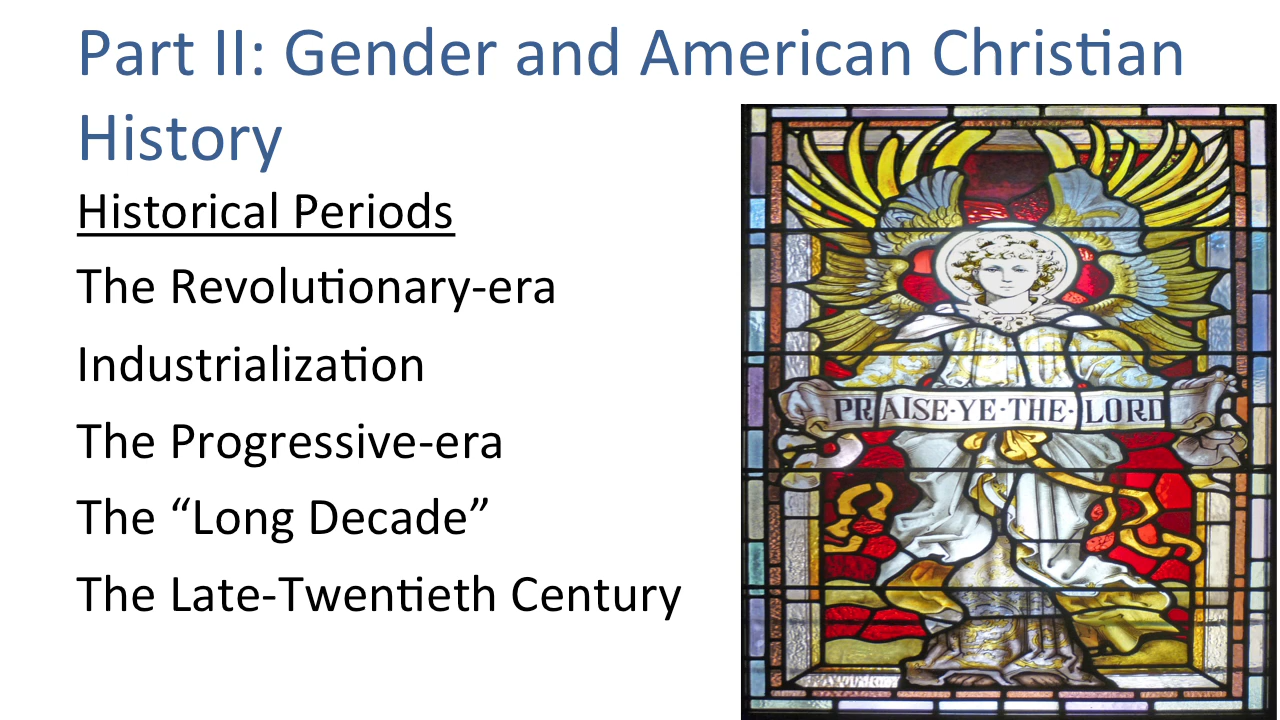 Part II: Gender and American Christian
History
Historical Periods
The Revolutionary-era
Industrialization
The Progressive-era
The “Long Decade”
The Late-Twentieth Century
PRAISE·YE·THE·LORD